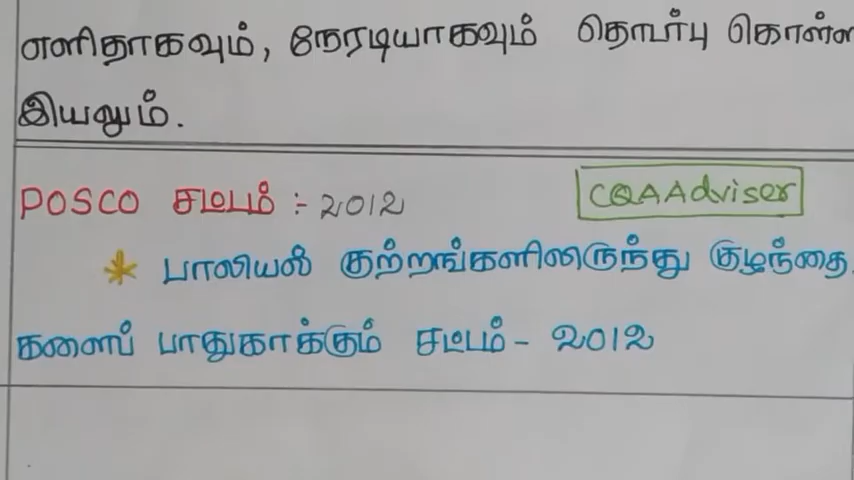 எளிதாகவும், நேரடியாகவும் தொடர்பு கொள்ள
இயலும்.
POSCO சட்டம் :- 2012
CQAAdviser
* பாலியல் குற்றங்களிலிருந்து குழந்தை
களைப் பாதுகாக்கும் சட்டம் - 2012